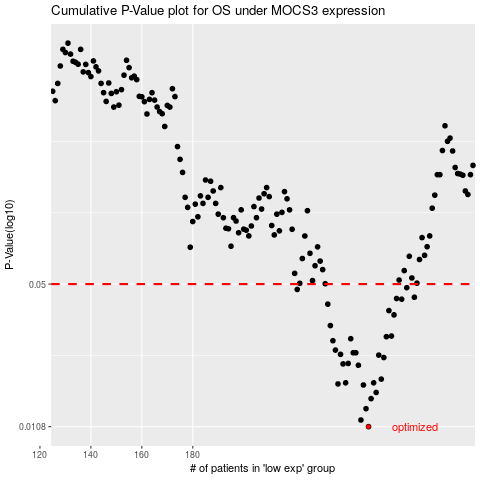 Cumulative P-Value plot for OS under MOCS3 expression
P-Value(log10)
0.05
0.0108
optimized
120 140 160 180
# of patients in 'low exp' group